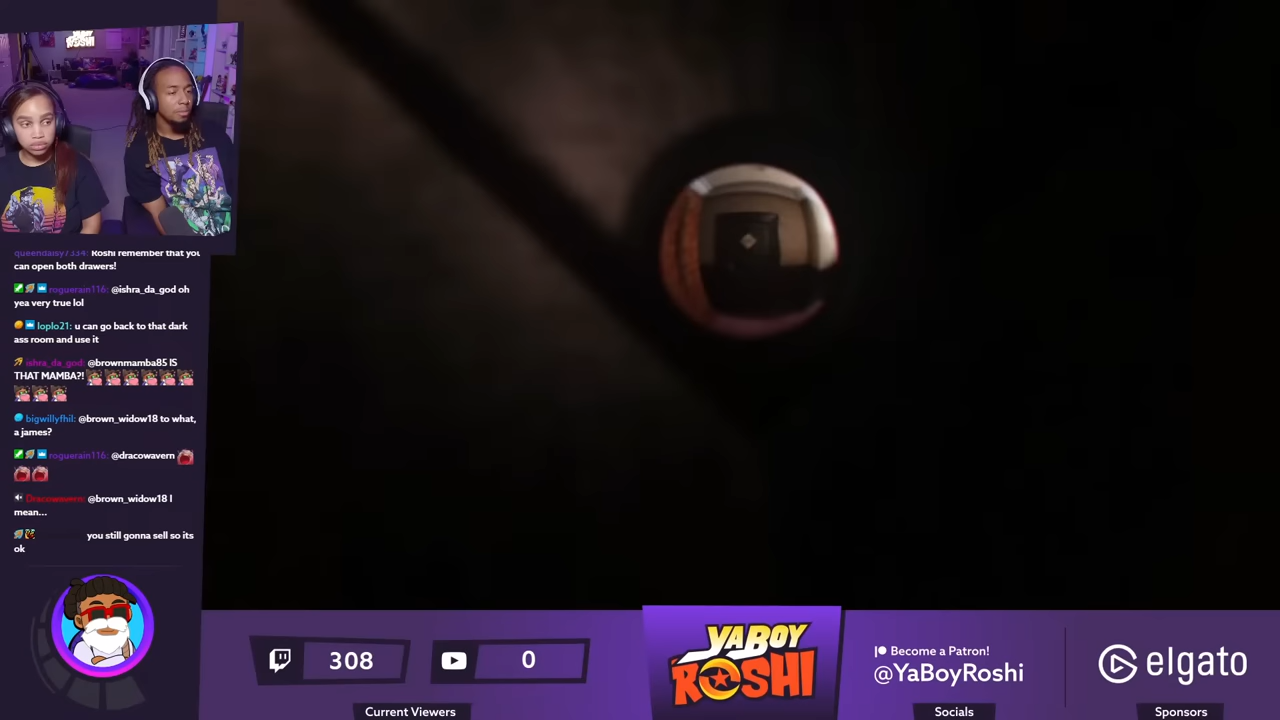 YABOY
ROSHI
queendaisy7334: Roshi remember that you
can open both drawers!
roguerain116: @ishra_da_god oh
yea very true lol
loplo21: u can go back to that dark
ass room and use it
ishra_da_god: @brownmamba85 IS
THAT MAMBA?!
bigwillyfhil: @brown_widow18 to what,
a james?
roguerain116: @dracowavern
@brown_widow18 I
mean...
you still gonna sell so its
ok
308
0
Current Viewers
YABOY
ROSHI
Become a Patron!
@YaBoyRoshi
Socials
elgato
Sponsors